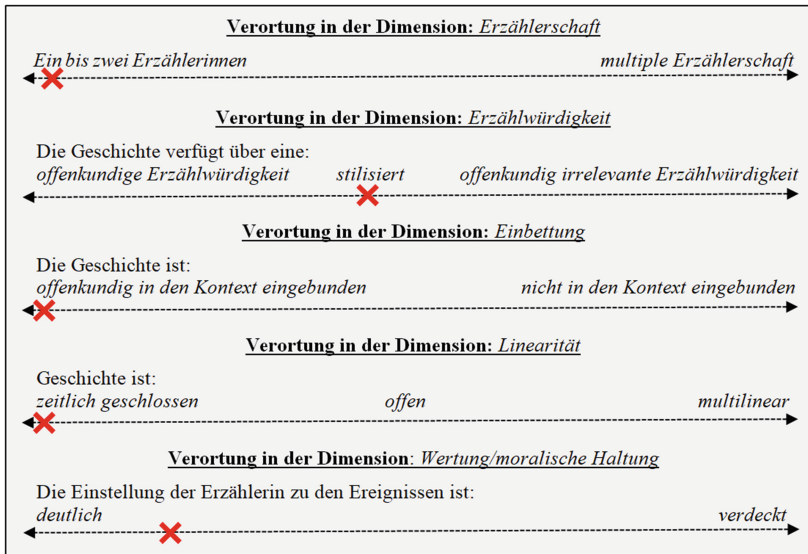 Verortung in der Dimension: Erzählerschaft
Ein bis zwei Erzählerinnen multiple Erzählerschaft
Verortung in der Dimension: Erzählwürdigkeit
Die Geschichte verfügt über eine:
offenkundige Erzählwürdigkeit stilisiert offenkundig irrelevante Erzählwürdigkeit
Verortung in der Dimension: Einbettung
Die Geschichte ist:
offenkundig in den Kontext eingebunden nicht in den Kontext eingebunden
Verortung in der Dimension: Linearität
Geschichte ist:
zeitlich geschlossen offen multilinear
Verortung in der Dimension: Wertung/moralische Haltung
Die Einstellung der Erzählerin zu den Ereignissen ist:
deutlich verdeckt